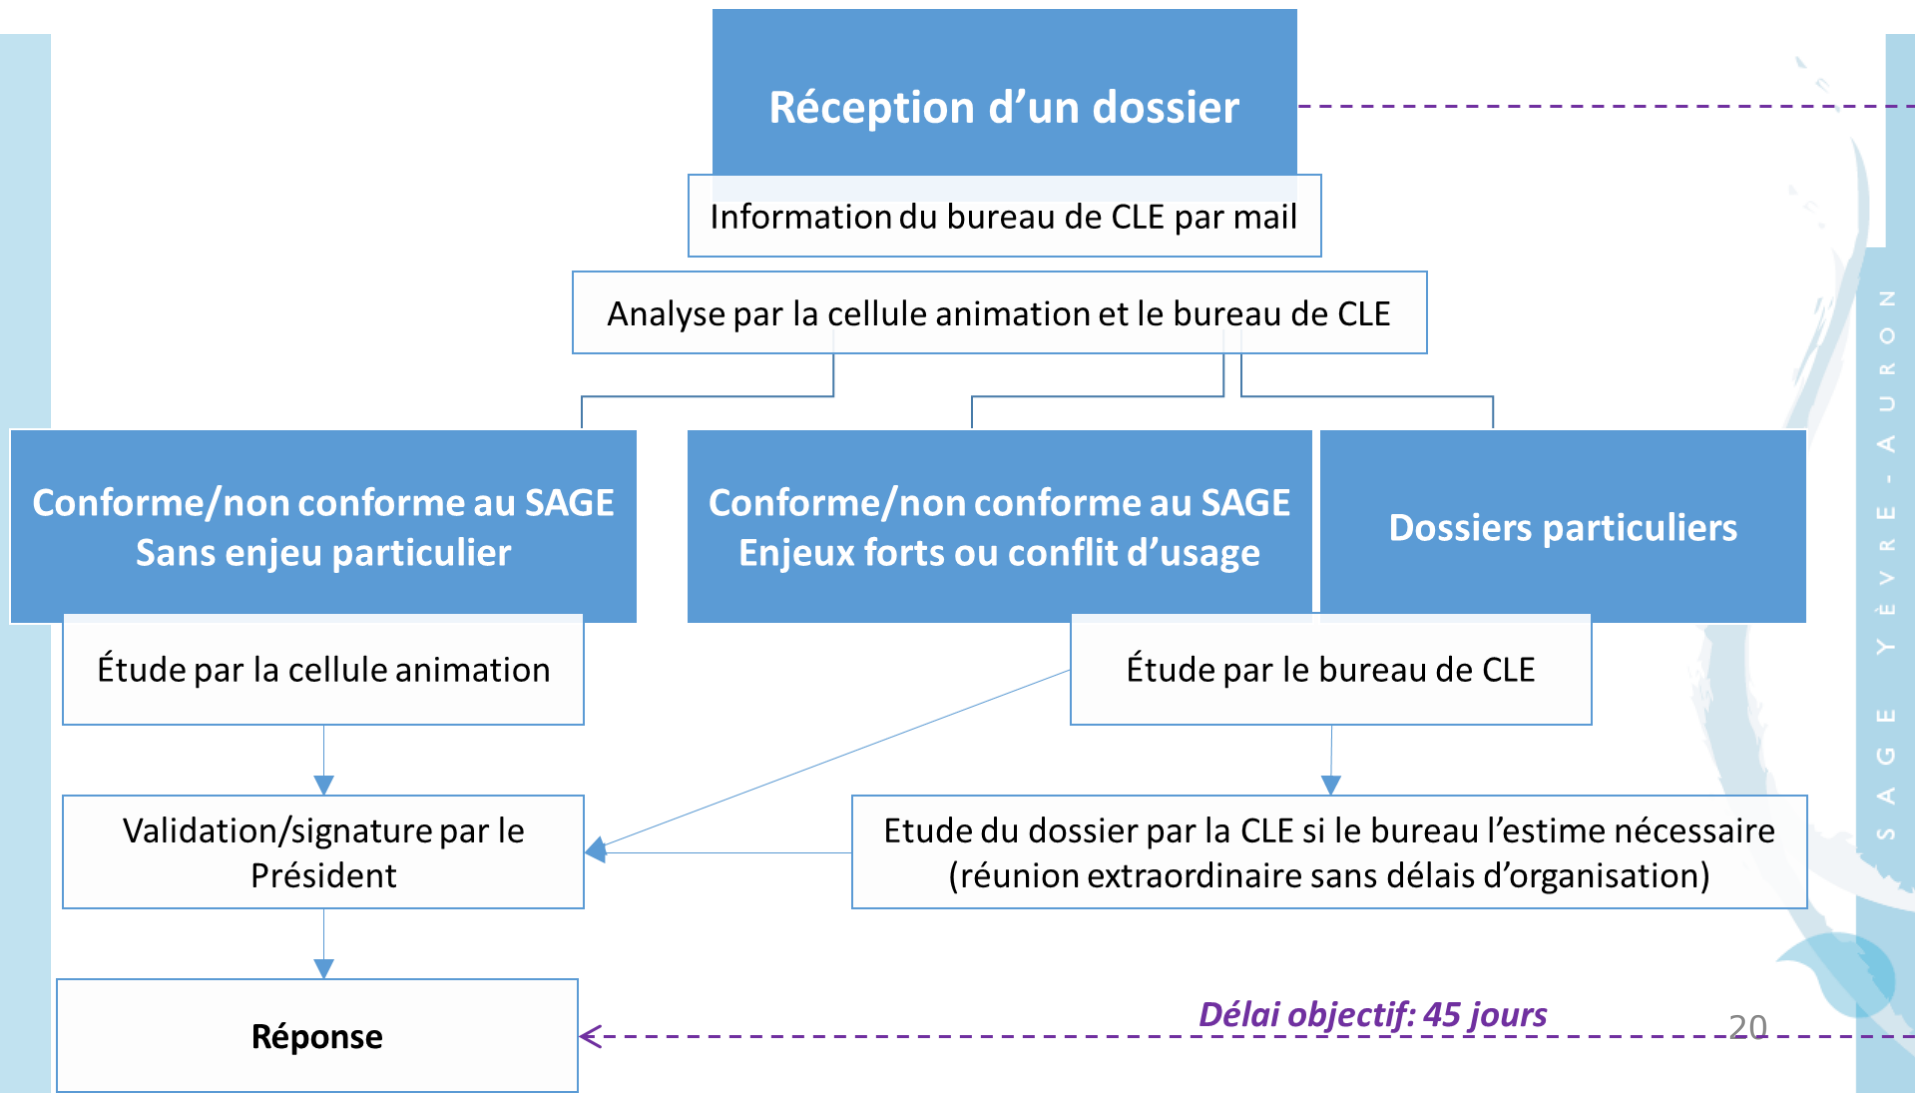 Réception d’un dossier
Information du bureau de CLE par mail
Analyse par la cellule animation et le bureau de CLE
Conforme/non conforme au SAGE
Sans enjeu particulier
Conforme/non conforme au SAGE
Enjeux forts ou conflit d’usage
Dossiers particuliers
Étude par la cellule animation
Étude par le bureau de CLE
Validation/signature par le
Président
Etude du dossier par la CLE si le bureau l’estime nécessaire
(réunion extraordinaire sans délais d’organisation)
Réponse
Délai objectif: 45 jours
20
SAGE YÈVRE-AURON